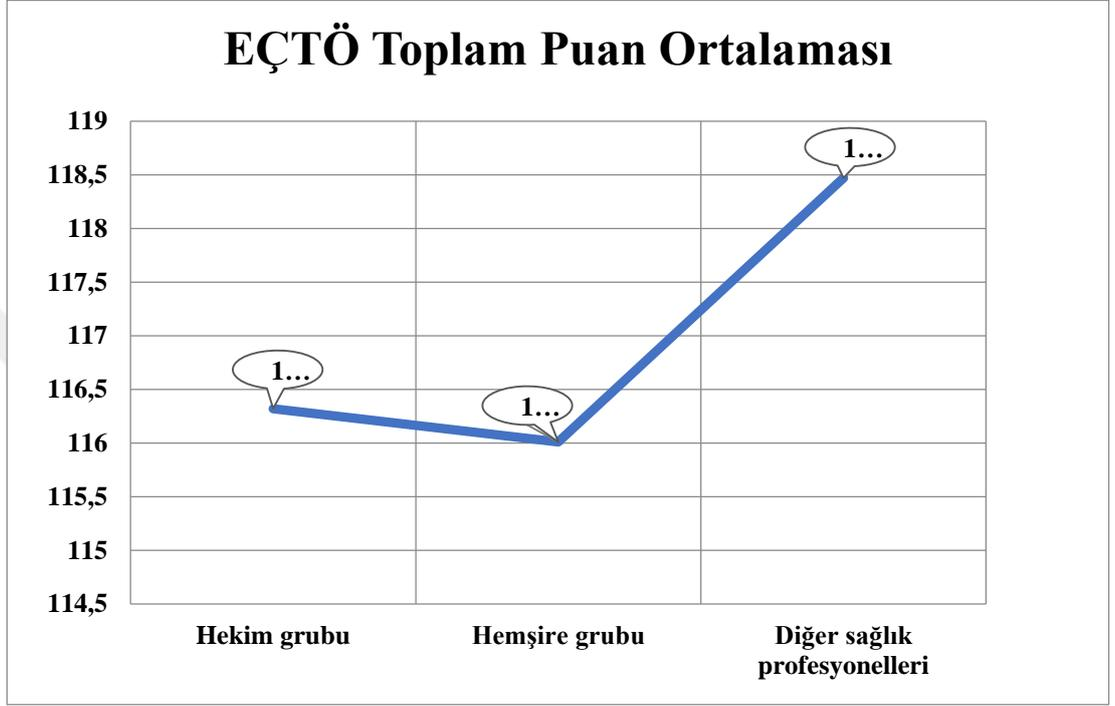 EÇTÖ Toplam Puan Ortalaması
119
118,5
118
117,5
117
116,5
116
115,5
115
114,5
1...
1...
1...
Hekim grubu
Hemşire grubu
Diğer sağlık
profesyonelleri